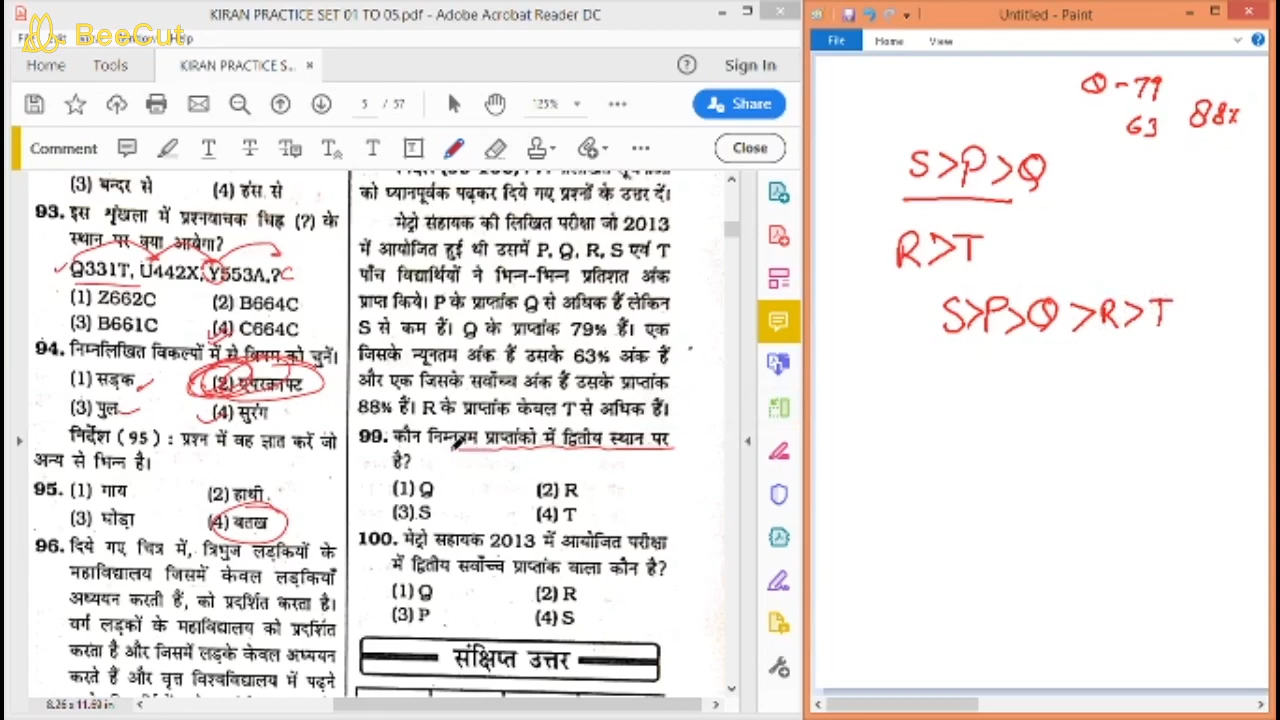 KIRAN PRACTICE SET 01 TO 05.pdf - Adobe Acrobat Reader DC
BeeCut
Help
Home Tools KIRAN PRACTICE S... × Sign In
5 / 57 125% Share
Comment Close
(3) बन्दर से (4) हंस से
93. इस शृंखला में प्रश्नवाचक चिह्न (?) के
स्थान पर क्या आयेगा?
Q331T, U442X, Y553A, ? C
(1) Z662C (2) B664C
(3) B661C (4) C664C
94. निम्नलिखित विकल्पों में से विषम को चुनें।
(1) सड़क (2) एयरक्राफ्ट
(3) पुल (4) सुरंग
निर्देश (95) : प्रश्न में वह ज्ञात करें जो
अन्य से भिन्न है।
95. (1) गाय (2) हाथी
(3) घोड़ा (4) बतख
96. दिये गए चित्र में, त्रिभुज लड़कियों के
महाविद्यालय जिसमें केवल लड़कियाँ
अध्ययन करती हैं, को प्रदर्शित करता है।
वर्ग लड़कों के महाविद्यालय को प्रदर्शित
करता है और जिसमें लड़के केवल अध्ययन
करते हैं और वृत्त विश्वविद्यालय में पढ़ने
8.26 x 11.69 in
को ध्यानपूर्वक पढ़कर दिये गए प्रश्नों के उत्तर दें।
मेट्रो संहायक की लिखित परीक्षा जो 2013
में आयोजित हुई थी उसमें P, Q, R, S एवं T
पाँच विद्यार्थियों ने भिन्न-भिन्न प्रतिशत अंक
प्राप्त किये। P के प्राप्तांक Q से अधिक हैं लेकिन
S से कम हैं। Q के प्राप्तांक 79% हैं। एक
जिसके न्यूनतम अंक हैं उसके 63% अंक हैं
और एक जिसके सर्वोच्च अंक हैं उसके प्राप्तांक
88% हैं। R के प्राप्तांक केवल T से अधिक हैं।
99. कौन निम्नतम प्राप्तांको में द्वितीय स्थान पर
है?
(1) Q (2) R
(3) S (4) T
100. मेट्रो सहायक 2013 में आयोजित परीक्षा
में द्वितीय सर्वोच्च प्राप्तांक वाला कौन है?
(1) Q (2) R
(3) P (4) S
संक्षिप्त उत्तर
Untitled - Paint
File Home View
Q - 79
63 88%
S > P > Q
R > T
S > P > Q > R > T